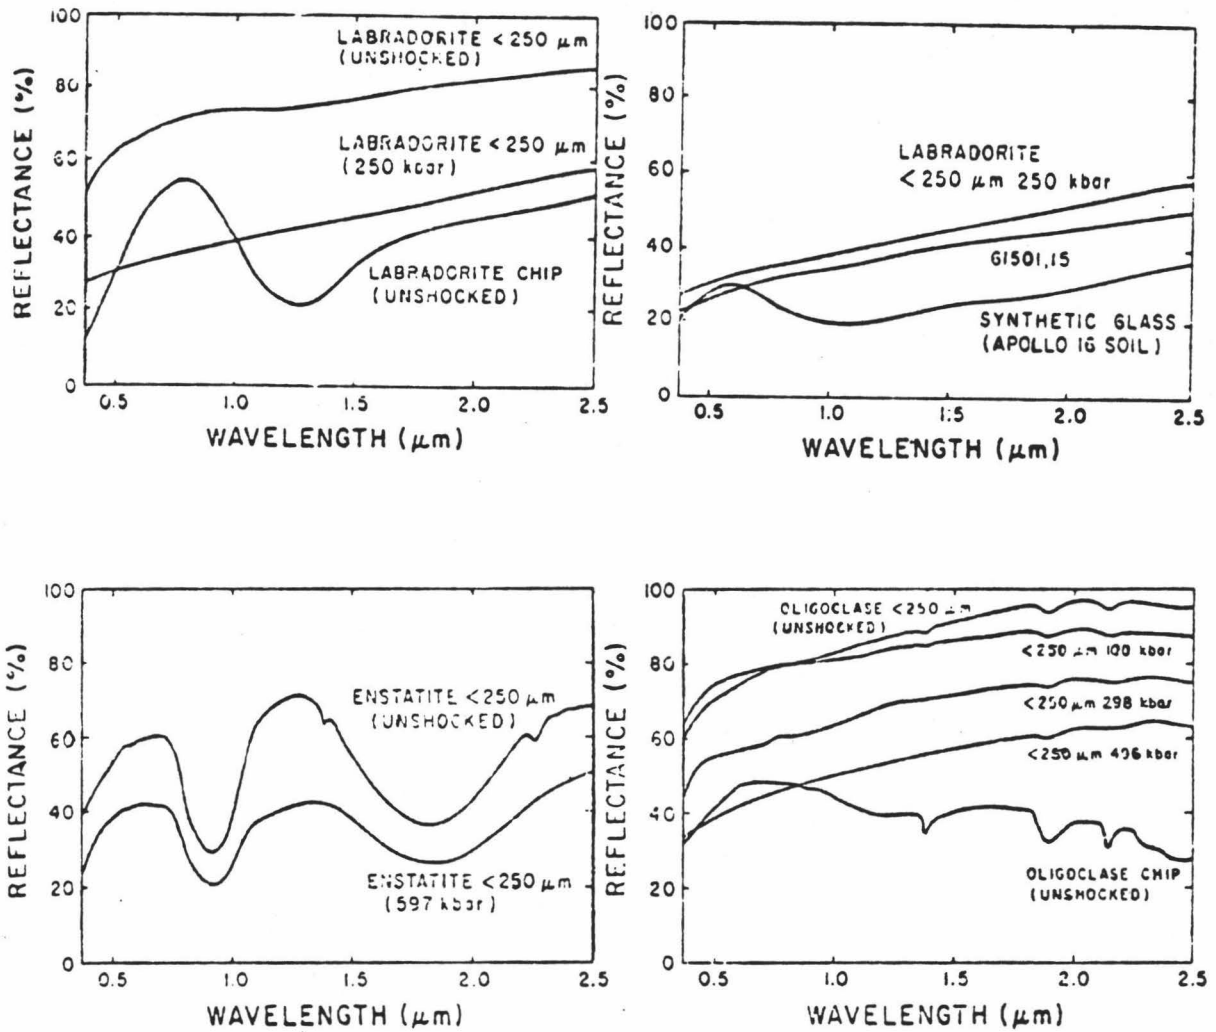 100
80
60
40
20
0
REFLECTANCE (%)
LABRADORITE <250 μm
(UNSHOCKED)
LABRADORITE <250 μm
(250 kbar)
LABRADORITE CHIP
(UNSHOCKED)
0.5 1.0 1.5 2.0 2.5
WAVELENGTH (μm)
100
80
60
40
20
0
REFLECTANCE (%)
LABRADORITE
<250 μm 250 kbar
61501,15
SYNTHETIC GLASS
(APOLLO 16 SOIL)
0.5 1.0 1.5 2.0 2.5
WAVELENGTH (μm)
100
80
60
40
20
0
REFLECTANCE (%)
ENSTATITE <250 μm
(UNSHOCKED)
ENSTATITE <250 μm
(597 kbar)
0.5 1.0 1.5 2.0 2.5
WAVELENGTH (μm)
100
80
60
40
20
0
REFLECTANCE (%)
OLIGOCLASE <250 μm
(UNSHOCKED)
<250 μm 100 kbar
<250 μm 298 kbar
<250 μm 496 kbar
OLIGOCLASE CHIP
(UNSHOCKED)
0.5 1.0 1.5 2.0 2.5
WAVELENGTH (μm)